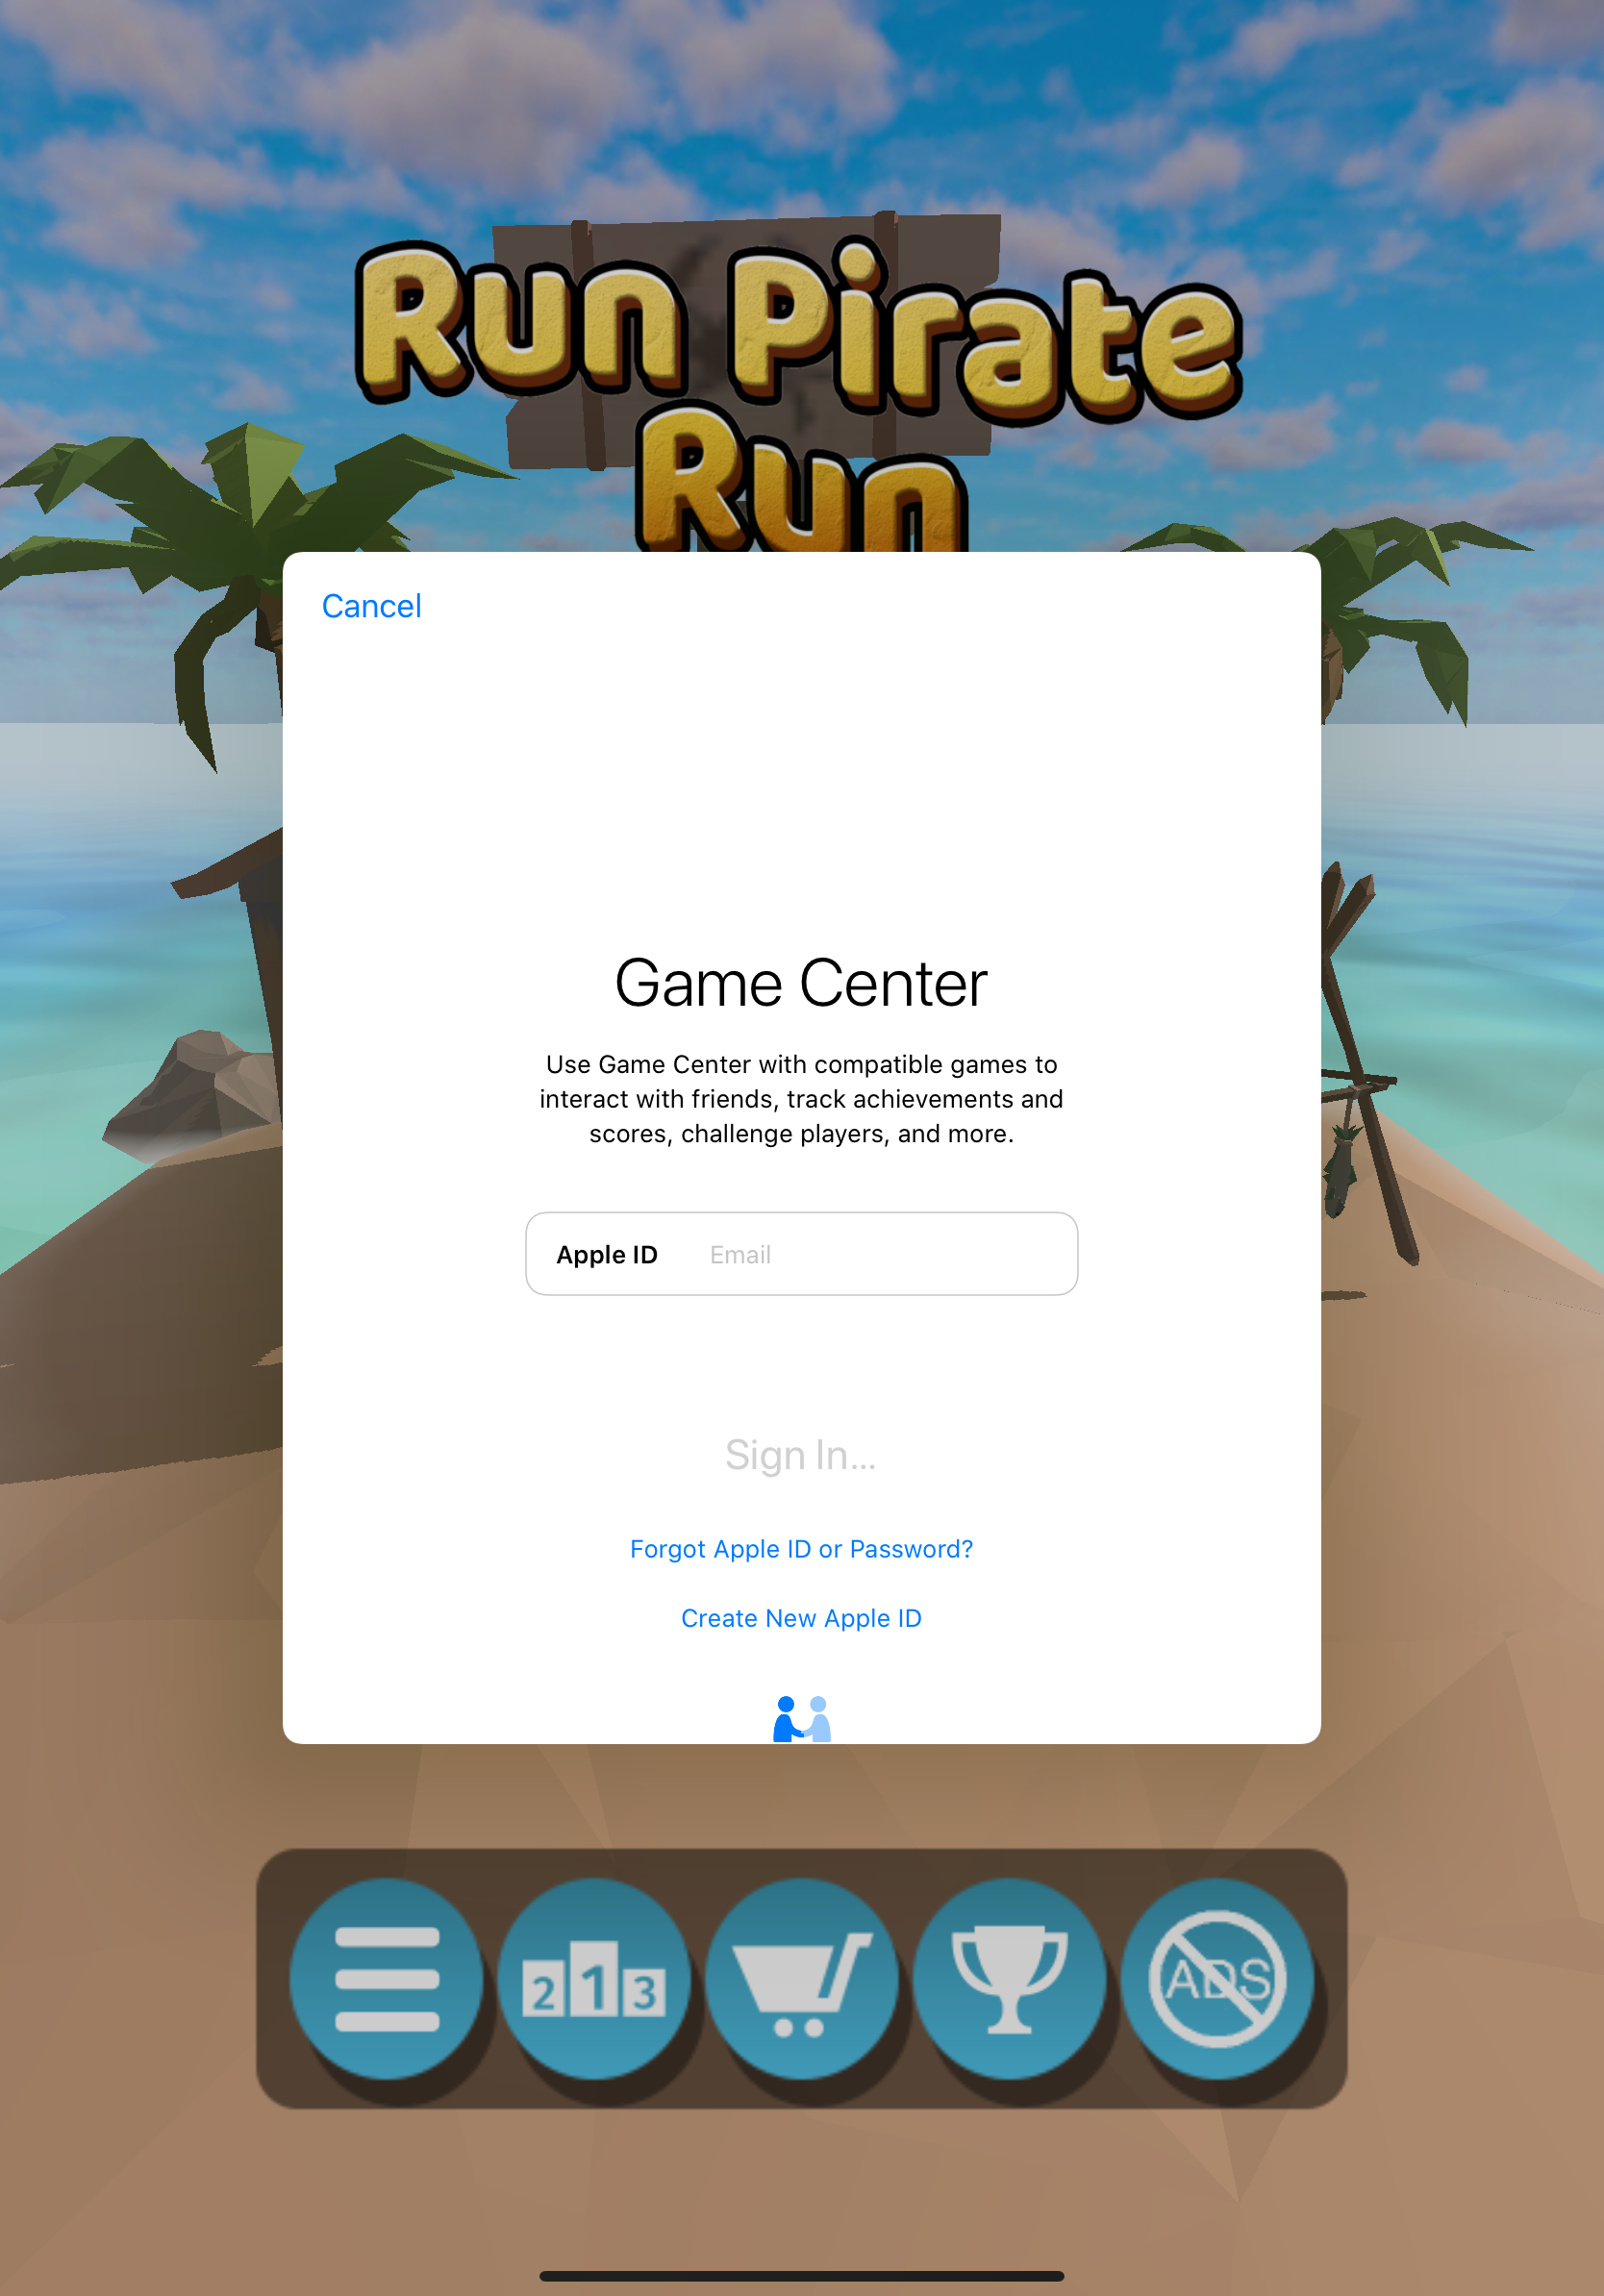 Run Pirate
Run
Cancel
Game Center
Use Game Center with compatible games to
interact with friends, track achievements and
scores, challenge players, and more.
Apple ID Email
Sign In...
Forgot Apple ID or Password?
Create New Apple ID
2 1 3
ADS